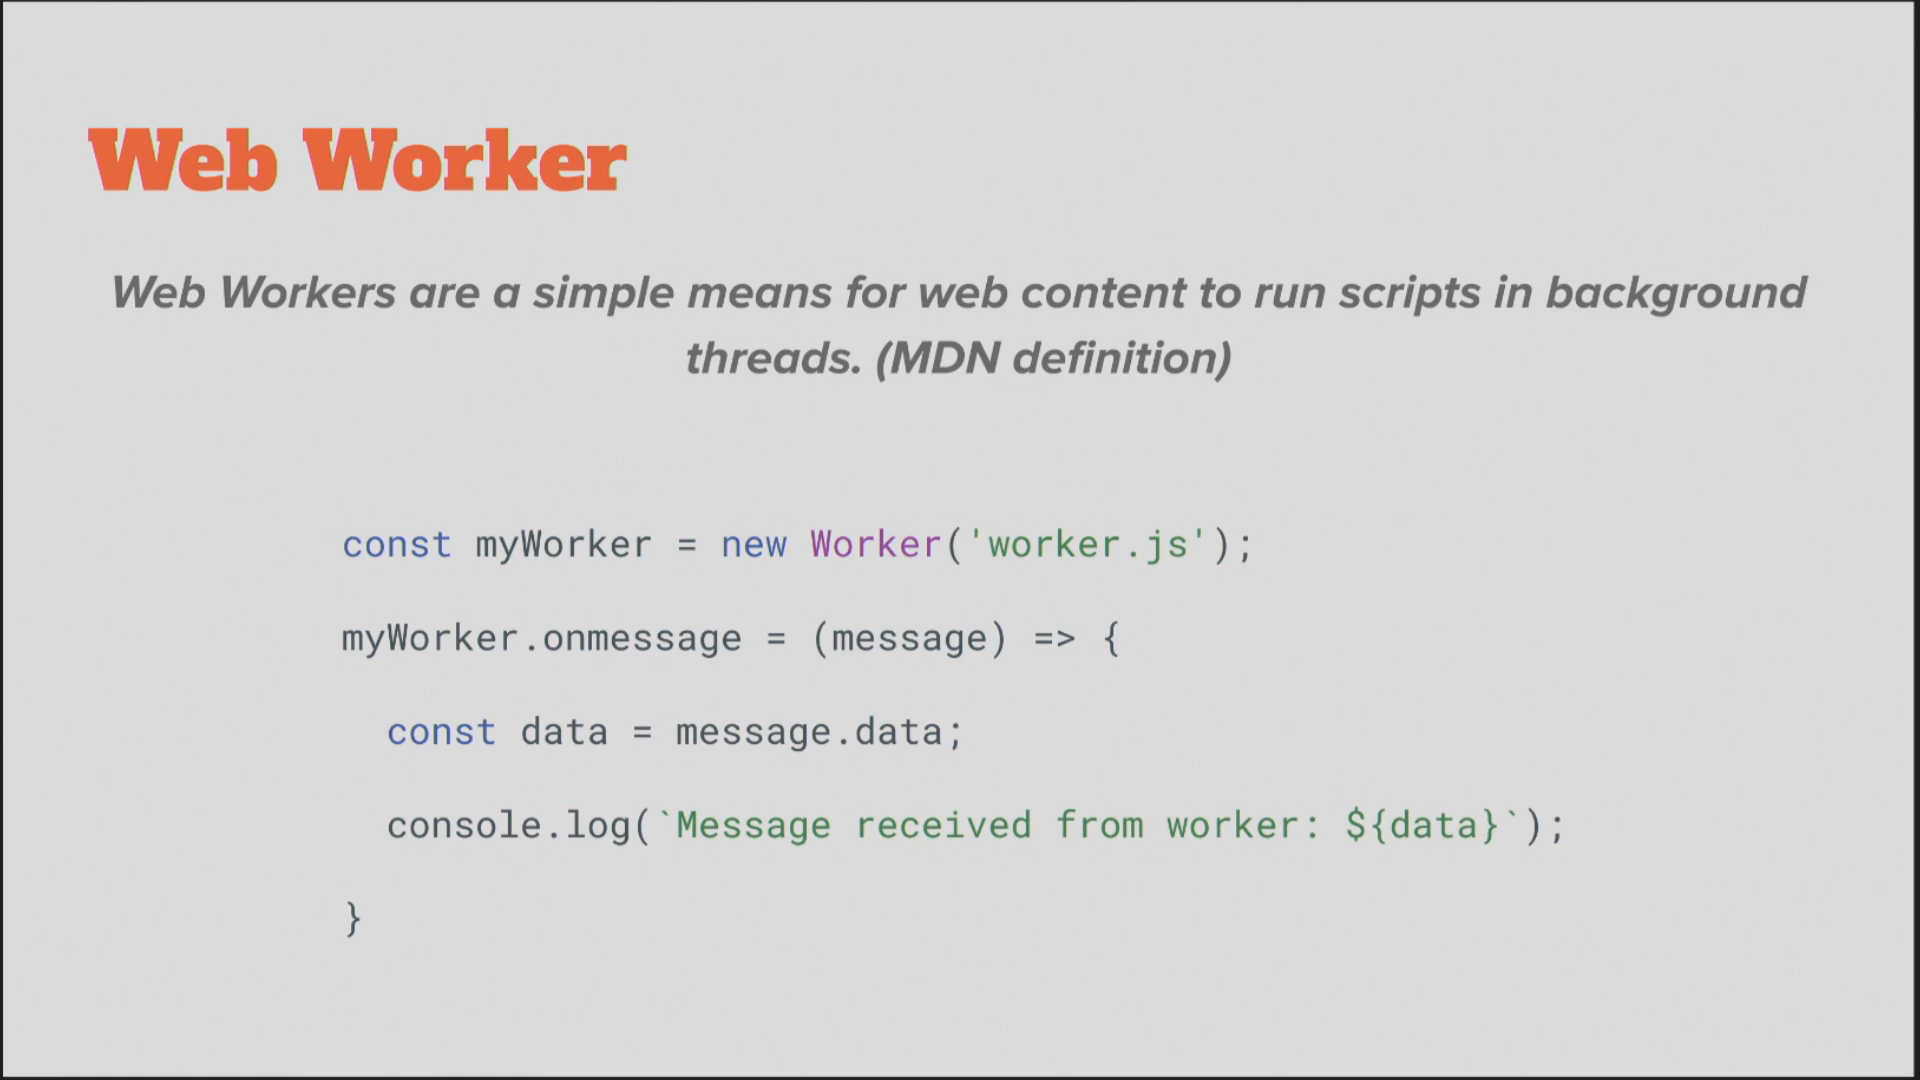 Web Worker
Web Workers are a simple means for web content to run scripts in background
threads. (MDN definition)
const myWorker = new Worker('worker.js');
myWorker.onmessage = (message) => {
  const data = message.data;
  console.log(`Message received from worker: ${data}`);
}